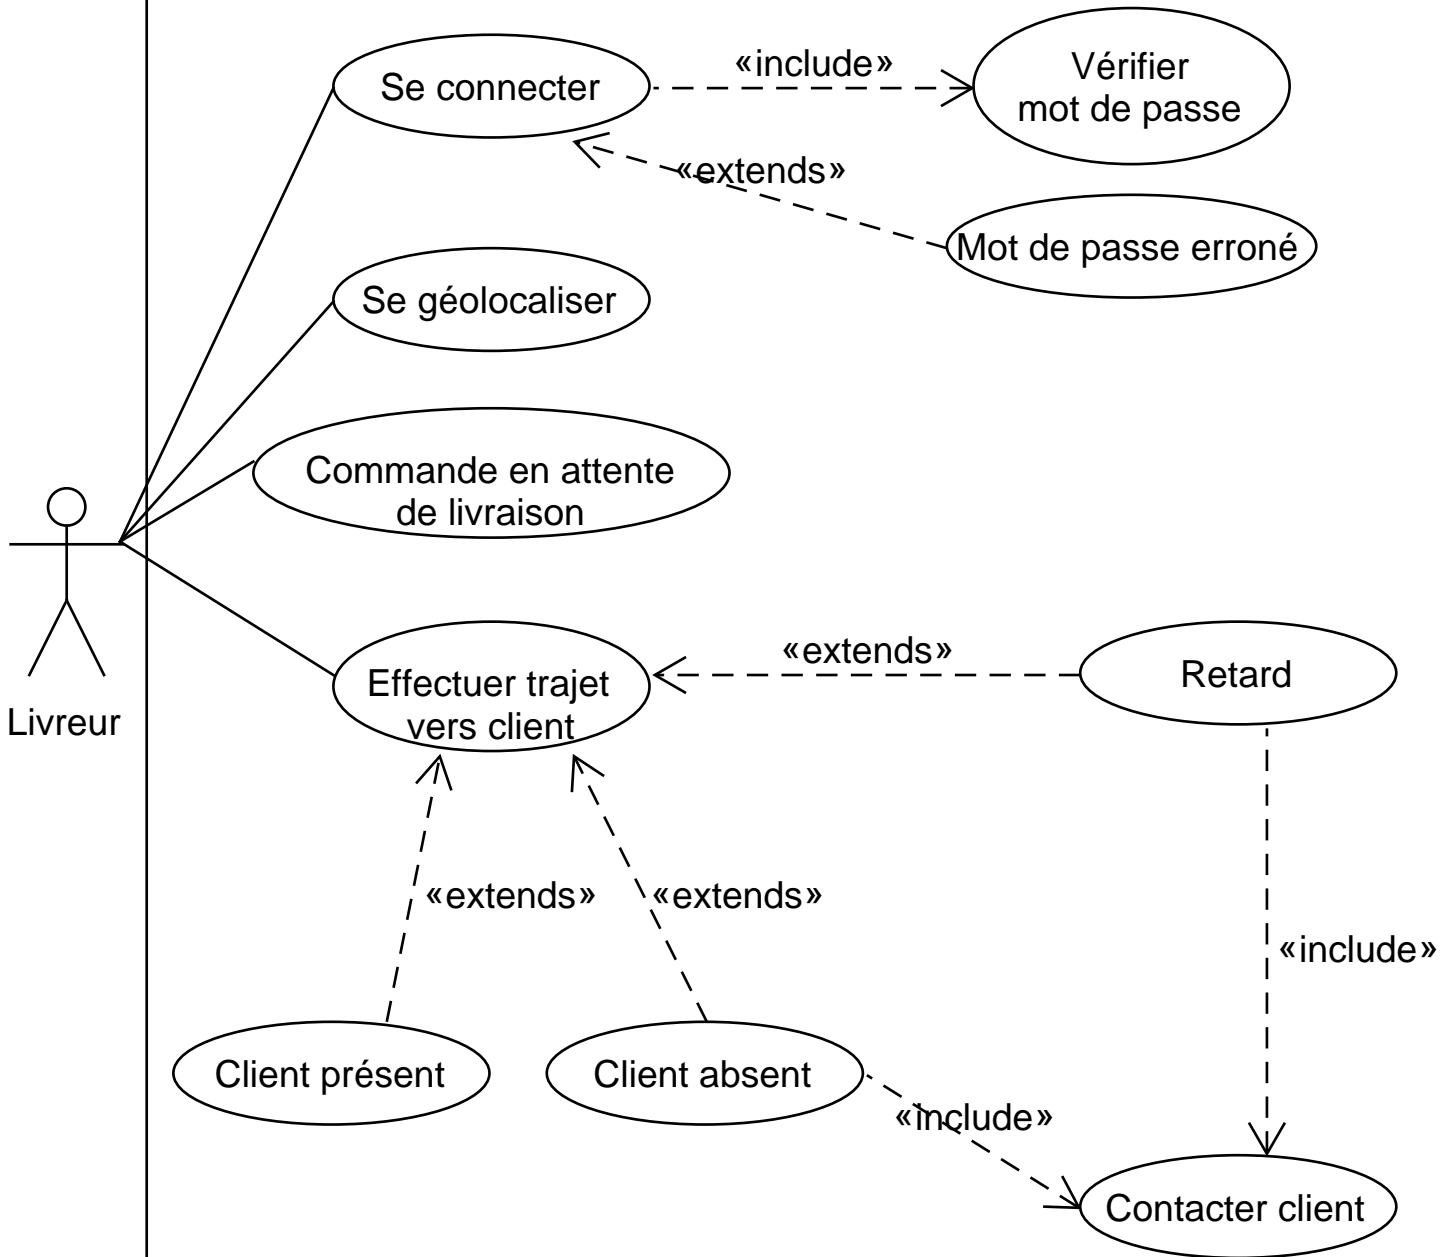 Se connecter
«include»
Vérifier
mot de passe
«extends»
Mot de passe erroné
Se géolocaliser
Commande en attente
de livraison
Livreur
Effectuer trajet
vers client
«extends»
Retard
«extends»
«extends»
«include»
Client présent
Client absent
«include»
Contacter client